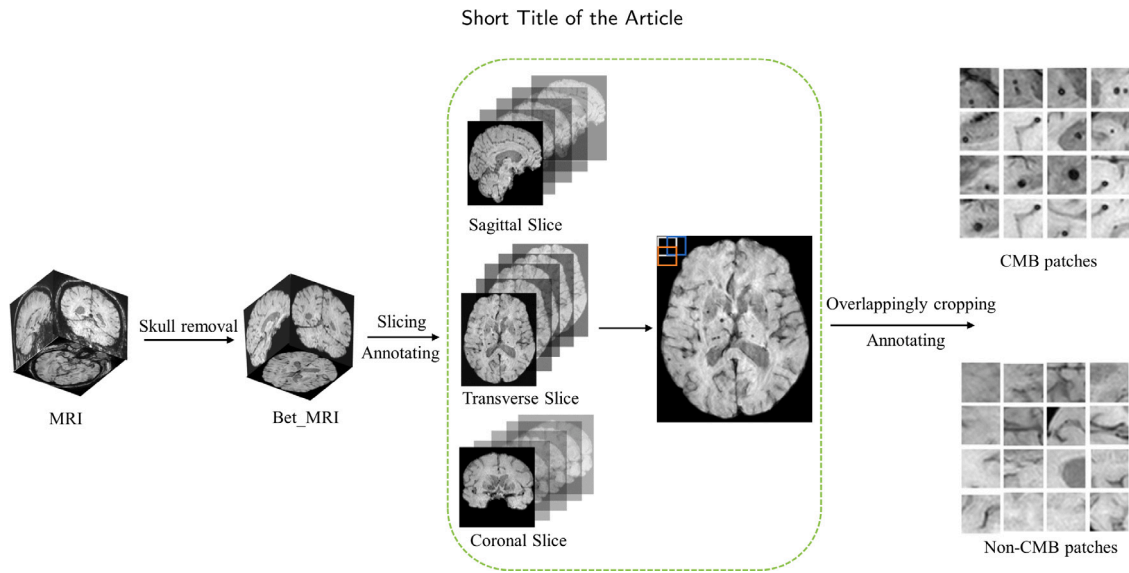 Short Title of the Article
Sagittal Slice
CMB patches
Skull removal
Slicing
Annotating
Overlappingly cropping
Annotating
MRI
Bet_MRI
Transverse Slice
Coronal Slice
Non-CMB patches